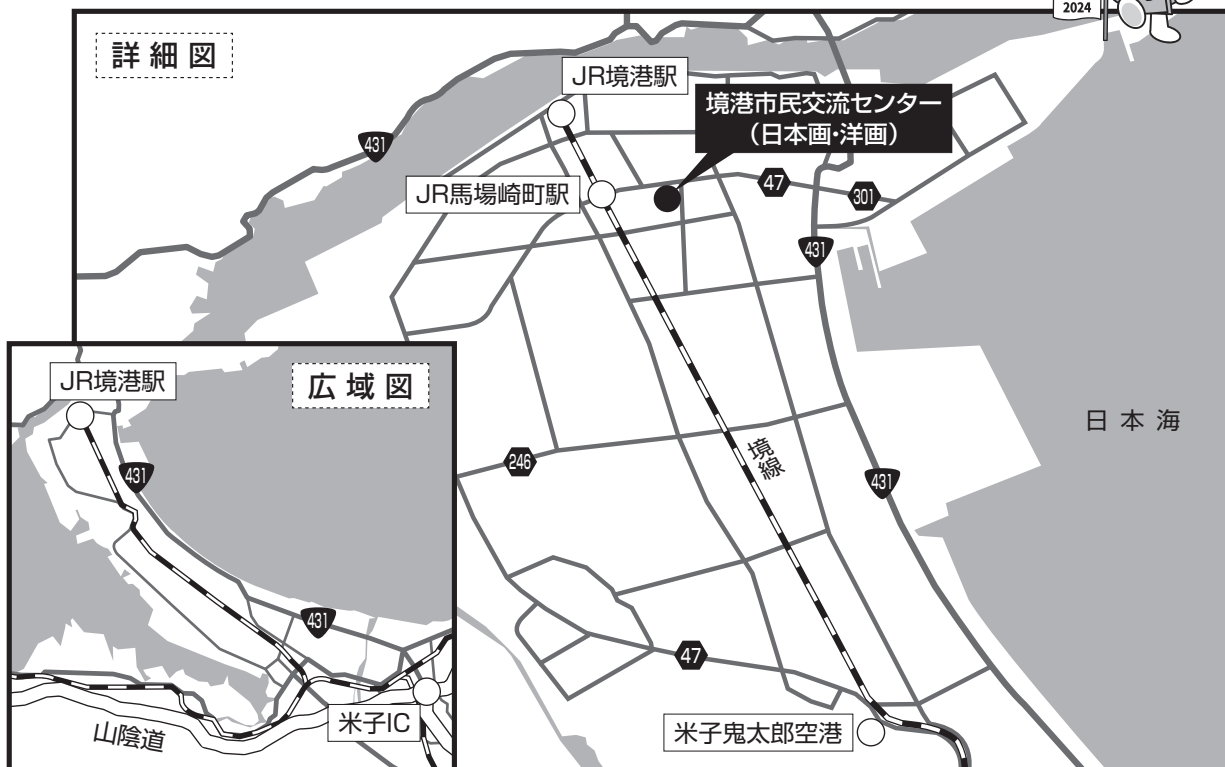 2024
詳細図
JR境港駅
境港市民交流センター
(日本画・洋画)
431
JR馬場崎町駅
47
301
431
日本海
境線
246
431
47
米子鬼太郎空港
広域図
JR境港駅
431
431
米子IC
山陰道